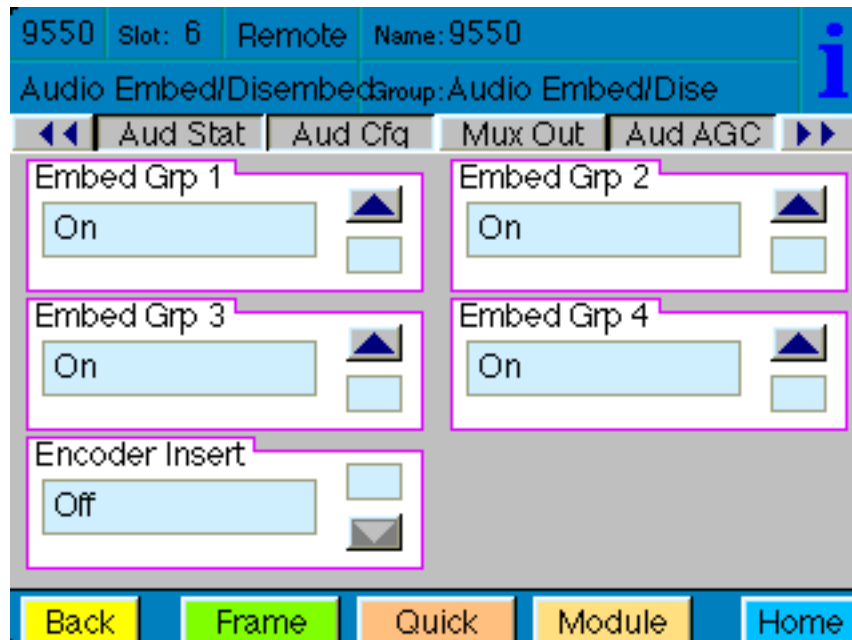 9550 Slot: 6 Remote Name: 9550
Audio Embed/Disembed Group: Audio Embed/Dise
Aud Stat Aud Cfg Mux Out Aud AGC
Embed Grp 1 Embed Grp 2
On On
Embed Grp 3 Embed Grp 4
On On
Encoder Insert
Off
Back Frame Quick Module Home